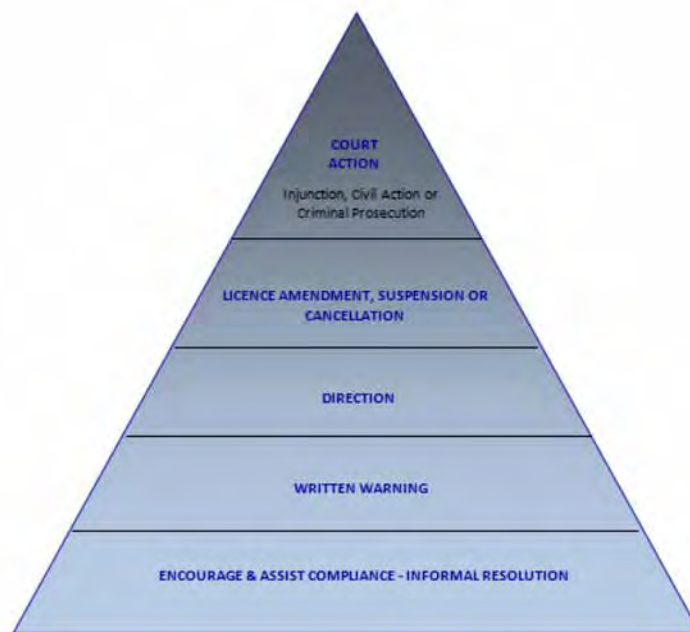 COURT
ACTION
Injunction, Civil Action or
Criminal Prosecution
LICENCE AMENDMENT, SUSPENSION OR
CANCELLATION
DIRECTION
WRITTEN WARNING
ENCOURAGE & ASSIST COMPLIANCE - INFORMAL RESOLUTION